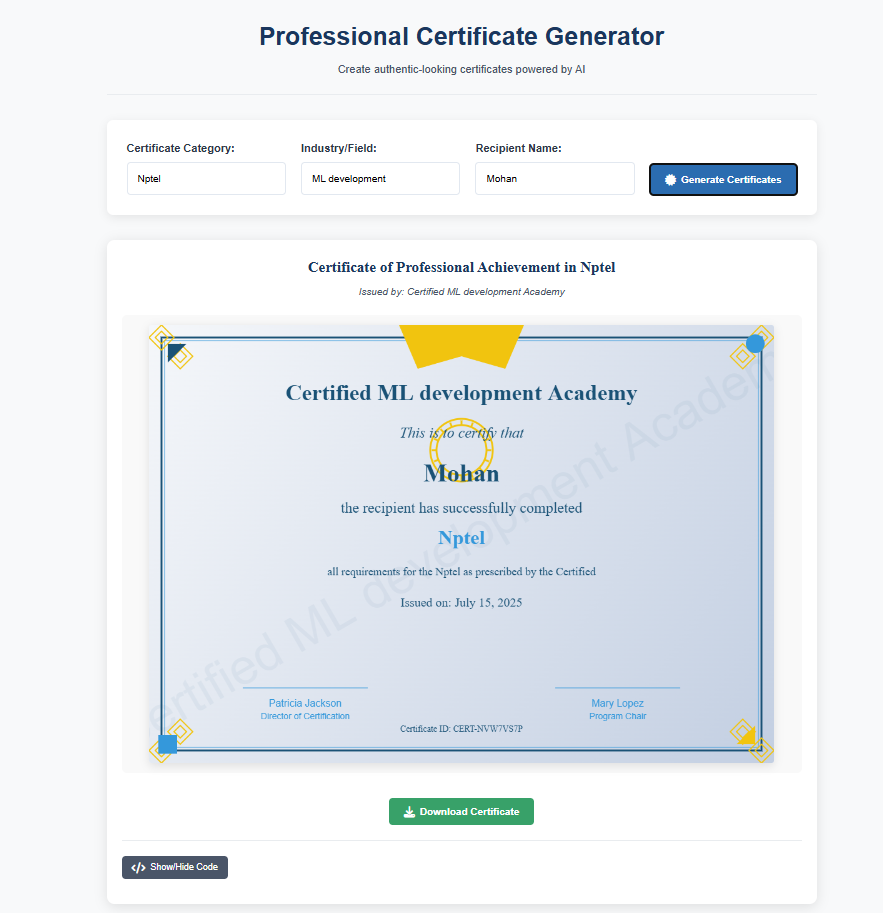 Professional Certificate Generator
Create authentic-looking certificates powered by AI
Certificate Category:
Industry/Field:
Recipient Name:
Nptel
ML development
Mohan
Generate Certificates
Certificate of Professional Achievement in Nptel
Issued by: Certified ML development Academy
Certified ML development Academy
This is to certify that
Mohan
the recipient has successfully completed
Nptel
all requirements for the Nptel as prescribed by the Certified
Issued on: July 15, 2025
ertified ML development Academ
Patricia Jackson
Director of Certification
Mary Lopez
Program Chair
Certificate ID: CERT-NVW7VS7P
Download Certificate
</> Show/Hide Code